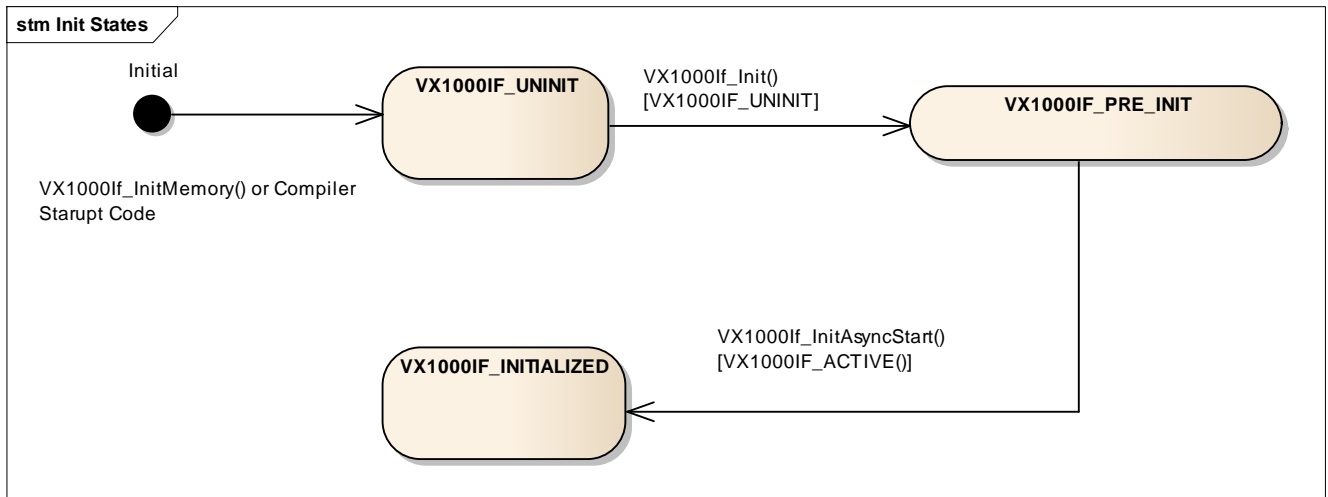 stm Init States
Initial
VX1000If_InitMemory() or Compiler
Starupt Code
VX1000IF_UNINIT
VX1000If_Init()
[VX1000IF_UNINIT]
VX1000IF_PRE_INIT
VX1000If_InitAsyncStart()
[VX1000IF_ACTIVE()]
VX1000IF_INITIALIZED